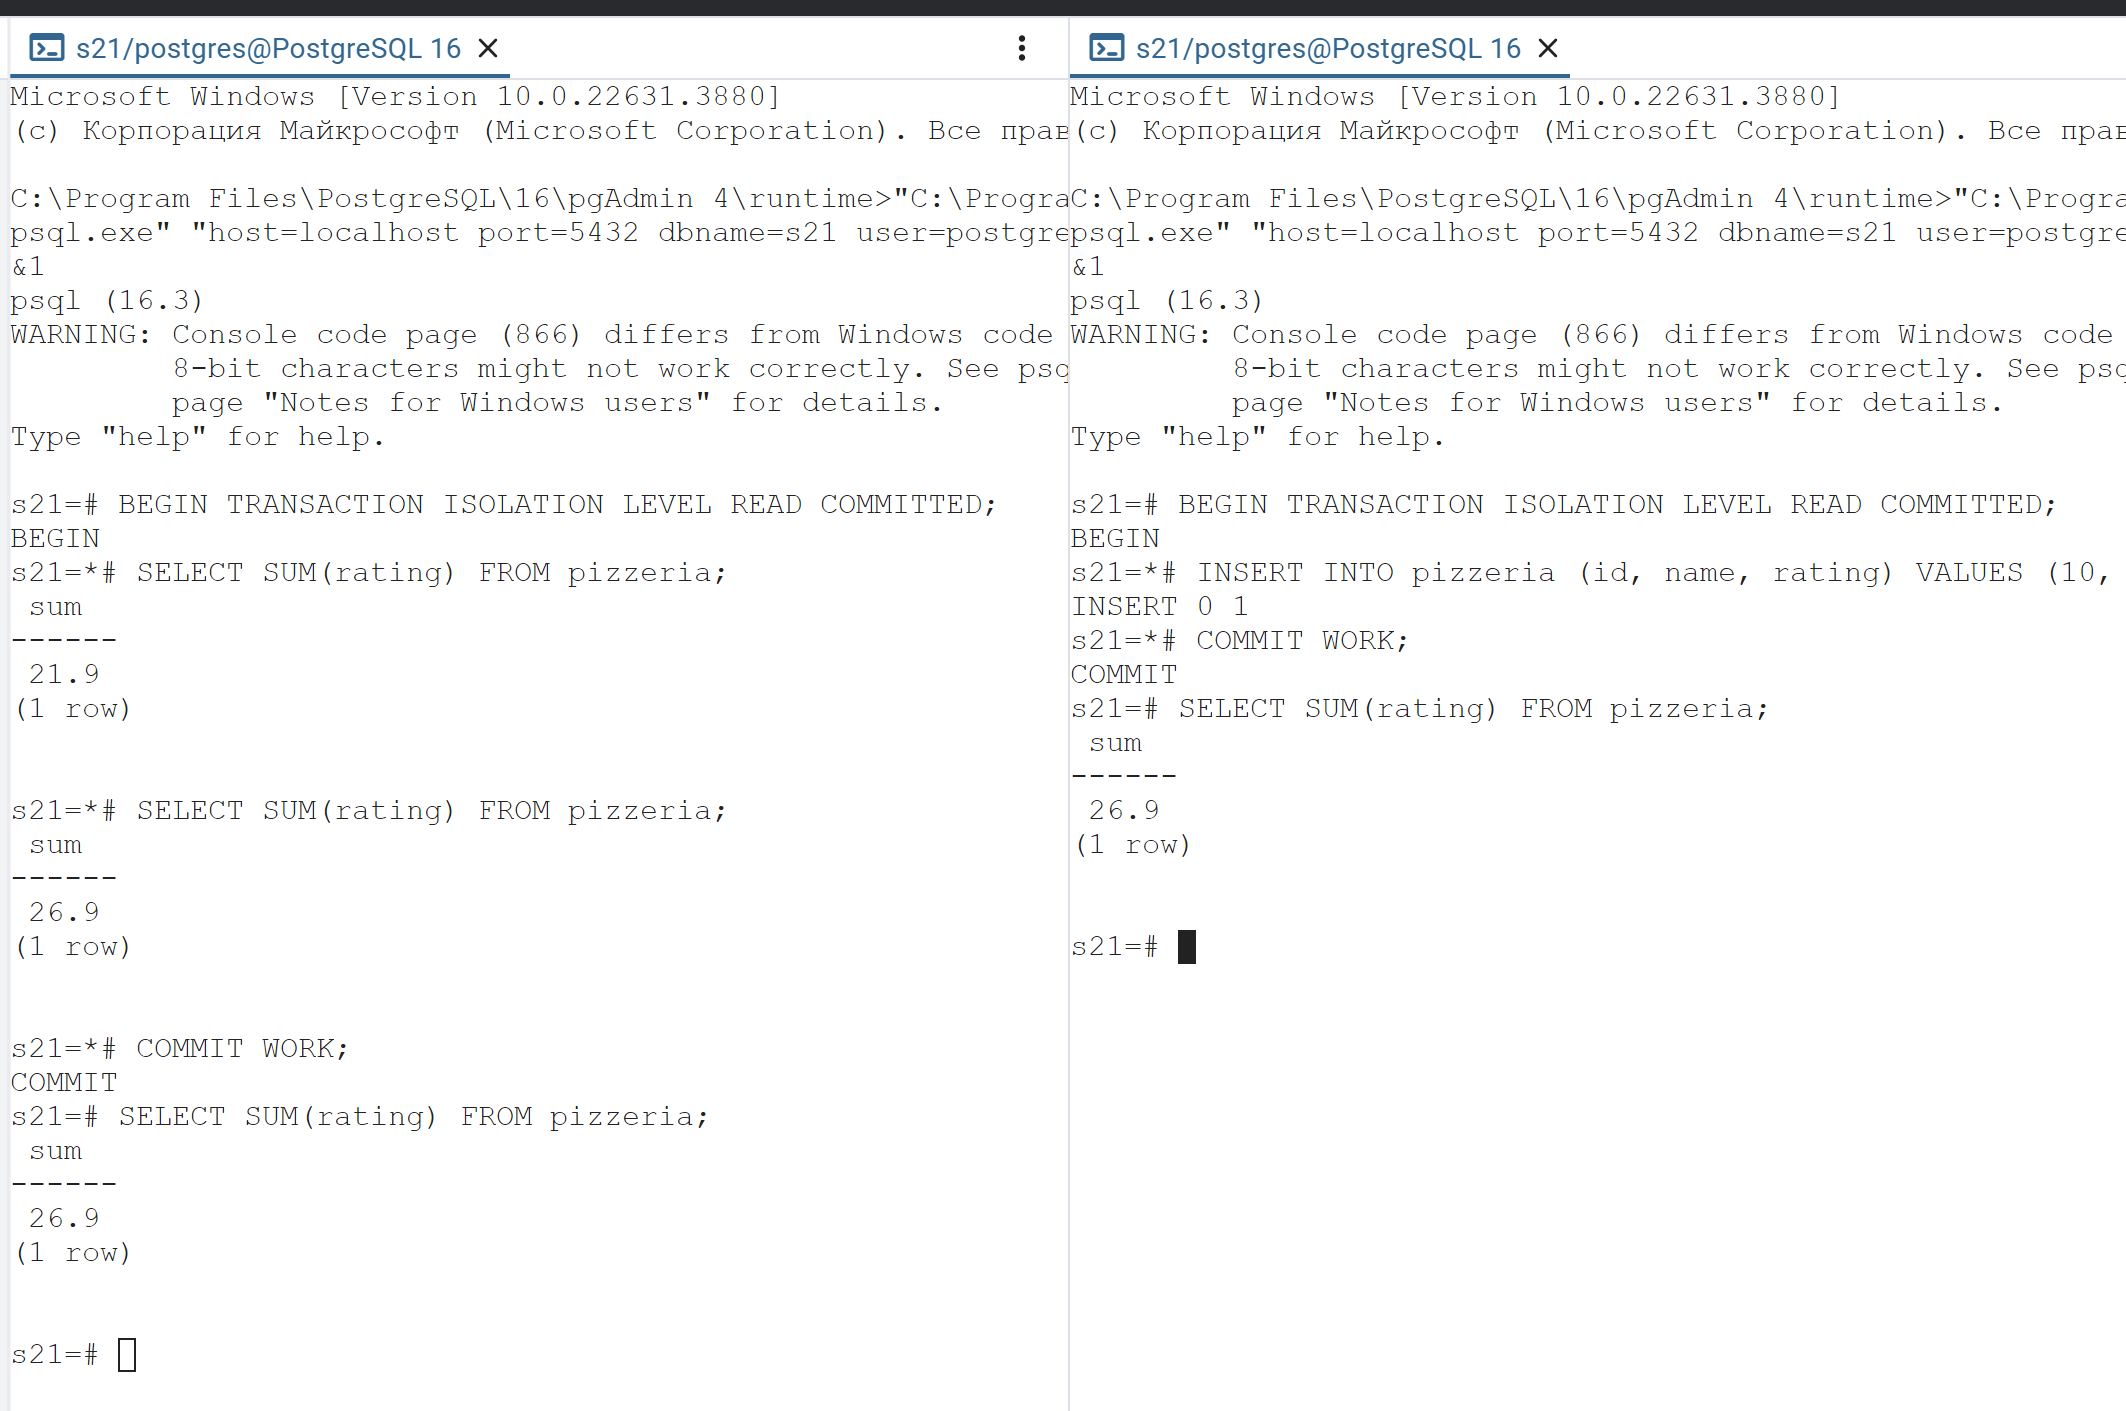 s21/postgres@PostgreSQL 16
Microsoft Windows [Version 10.0.22631.3880]
(c) Корпорация Майкрософт (Microsoft Corporation). Все прав
C:\Program Files\PostgreSQL\16\pgAdmin 4\runtime>"C:\Progra
psql.exe" "host=localhost port=5432 dbname=s21 user=postgre
&1
psql (16.3)
WARNING: Console code page (866) differs from Windows code
8-bit characters might not work correctly. See psq
page "Notes for Windows users" for details.
Type "help" for help.
s21=# BEGIN TRANSACTION ISOLATION LEVEL READ COMMITTED;
BEGIN
s21=*# SELECT SUM(rating) FROM pizzeria;
sum
------
21.9
(1 row)
s21=*# SELECT SUM(rating) FROM pizzeria;
sum
------
26.9
(1 row)
s21=*# COMMIT WORK;
COMMIT
s21=# SELECT SUM(rating) FROM pizzeria;
sum
------
26.9
(1 row)
s21=#
s21/postgres@PostgreSQL 16
Microsoft Windows [Version 10.0.22631.3880]
(c) Корпорация Майкрософт (Microsoft Corporation). Все прав
C:\Program Files\PostgreSQL\16\pgAdmin 4\runtime>"C:\Progra
psql.exe" "host=localhost port=5432 dbname=s21 user=postgre
&1
psql (16.3)
WARNING: Console code page (866) differs from Windows code
8-bit characters might not work correctly. See psq
page "Notes for Windows users" for details.
Type "help" for help.
s21=# BEGIN TRANSACTION ISOLATION LEVEL READ COMMITTED;
BEGIN
s21=*# INSERT INTO pizzeria (id, name, rating) VALUES (10,
INSERT 0 1
s21=*# COMMIT WORK;
COMMIT
s21=# SELECT SUM(rating) FROM pizzeria;
sum
------
26.9
(1 row)
s21=#